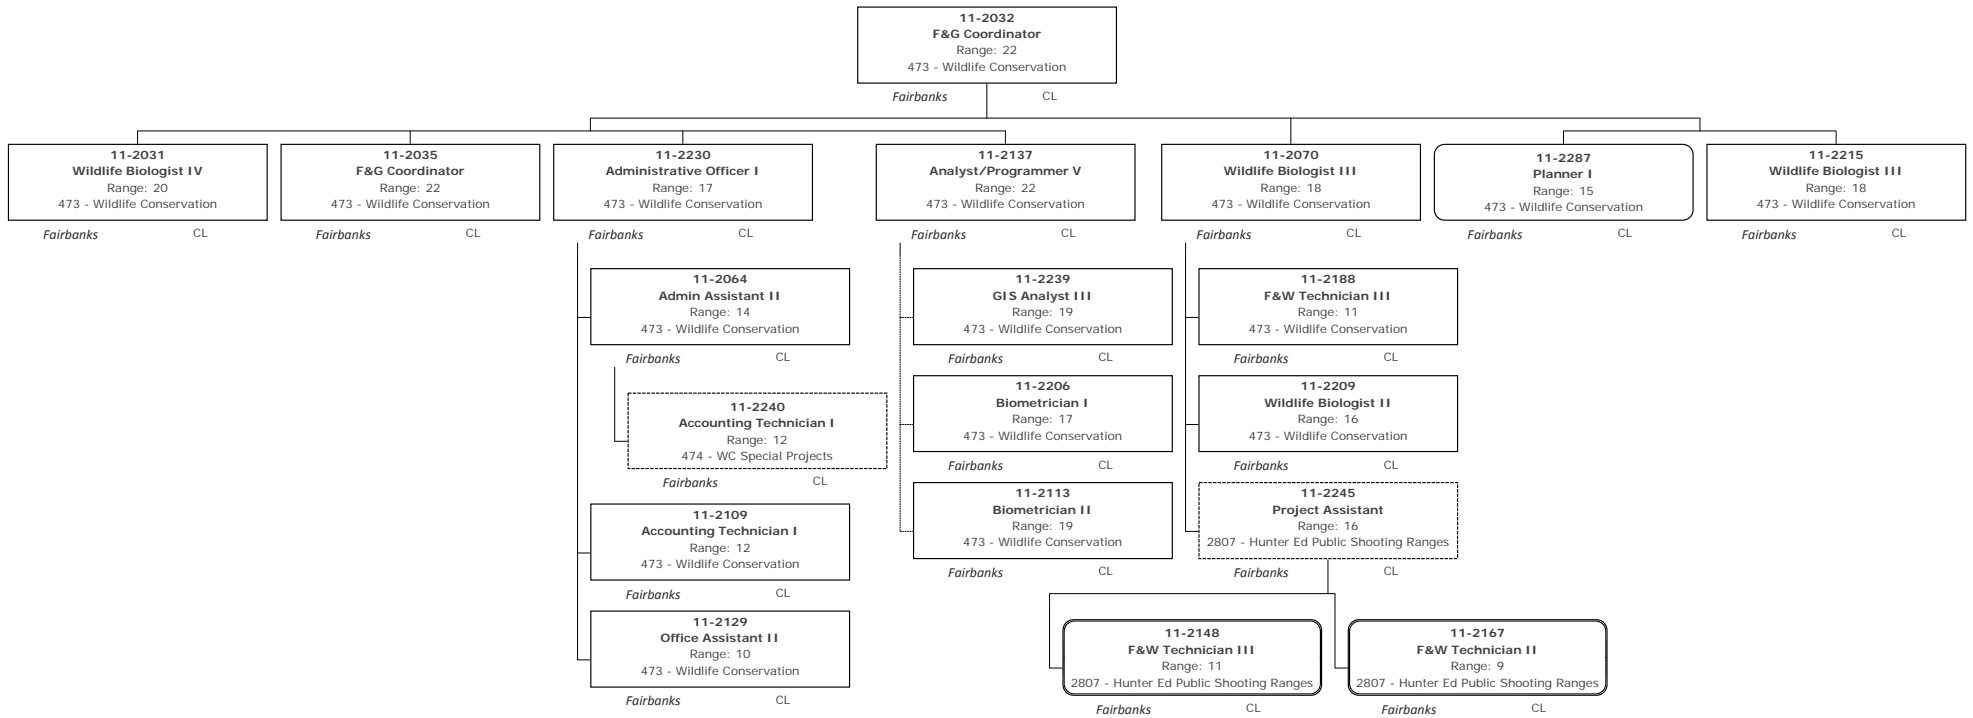 11-2032
F&G Coordinator
Range: 22
473 - Wildlife Conservation
Fairbanks CL
11-2031
Wildlife Biologist IV
Range: 20
473 - Wildlife Conservation
Fairbanks CL
11-2035
F&G Coordinator
Range: 22
473 - Wildlife Conservation
Fairbanks CL
11-2230
Administrative Officer I
Range: 17
473 - Wildlife Conservation
Fairbanks CL
11-2137
Analyst/Programmer V
Range: 22
473 - Wildlife Conservation
Fairbanks CL
11-2070
Wildlife Biologist III
Range: 18
473 - Wildlife Conservation
Fairbanks CL
11-2287
Planner I
Range: 15
473 - Wildlife Conservation
Fairbanks CL
11-2215
Wildlife Biologist III
Range: 18
473 - Wildlife Conservation
Fairbanks CL
11-2064
Admin Assistant II
Range: 14
473 - Wildlife Conservation
Fairbanks CL
11-2240
Accounting Technician I
Range: 12
474 - WC Special Projects
Fairbanks CL
11-2109
Accounting Technician I
Range: 12
473 - Wildlife Conservation
Fairbanks CL
11-2129
Office Assistant II
Range: 10
473 - Wildlife Conservation
Fairbanks CL
11-2239
GIS Analyst III
Range: 19
473 - Wildlife Conservation
Fairbanks CL
11-2206
Biometrician I
Range: 17
473 - Wildlife Conservation
Fairbanks CL
11-2113
Biometrician II
Range: 19
473 - Wildlife Conservation
Fairbanks CL
11-2188
F&W Technician III
Range: 11
473 - Wildlife Conservation
Fairbanks CL
11-2209
Wildlife Biologist II
Range: 16
473 - Wildlife Conservation
Fairbanks CL
11-2245
Project Assistant
Range: 16
2807 - Hunter Ed Public Shooting Ranges
Fairbanks CL
11-2148
F&W Technician III
Range: 11
2807 - Hunter Ed Public Shooting Ranges
Fairbanks CL
11-2167
F&W Technician II
Range: 9
2807 - Hunter Ed Public Shooting Ranges
Fairbanks CL